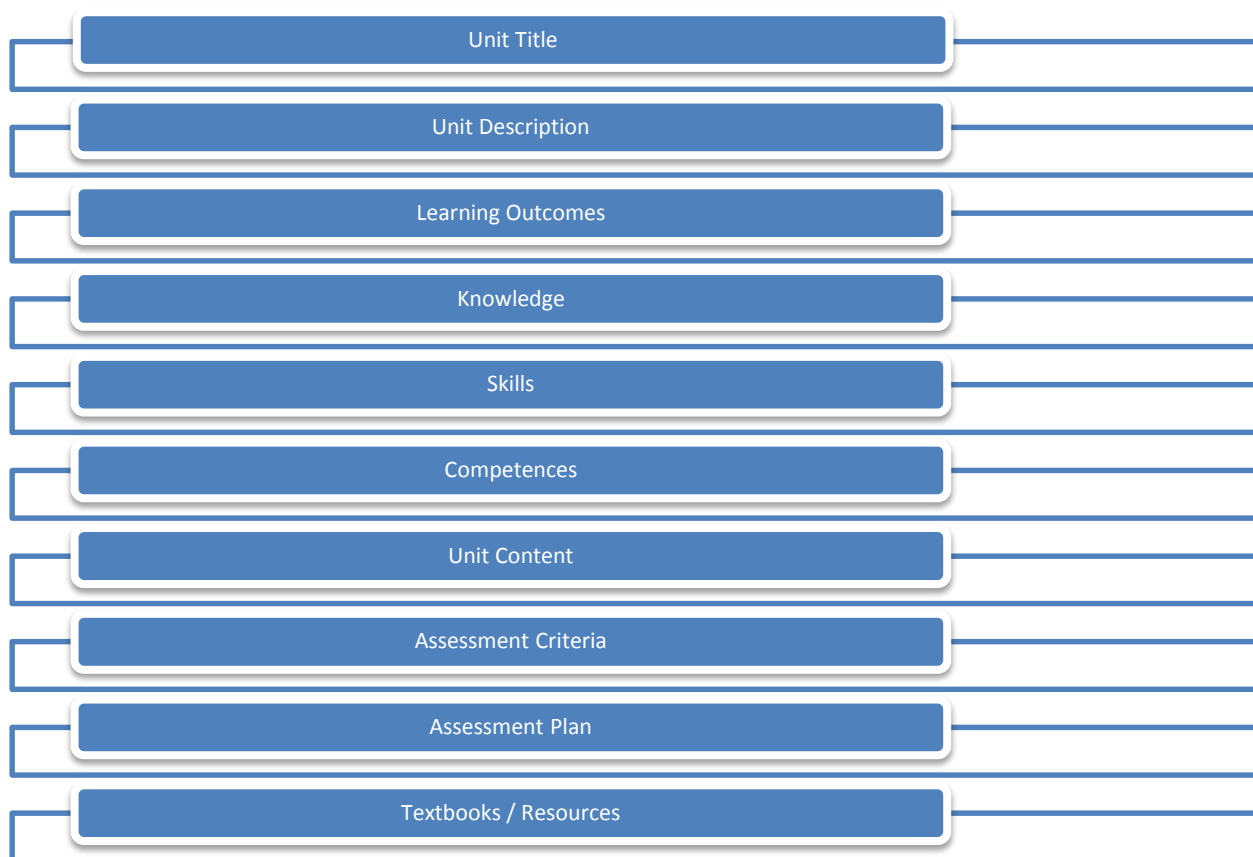 Unit Title
Unit Description
Learning Outcomes
Knowledge
Skills
Competences
Unit Content
Assessment Criteria
Assessment Plan
Textbooks / Resources